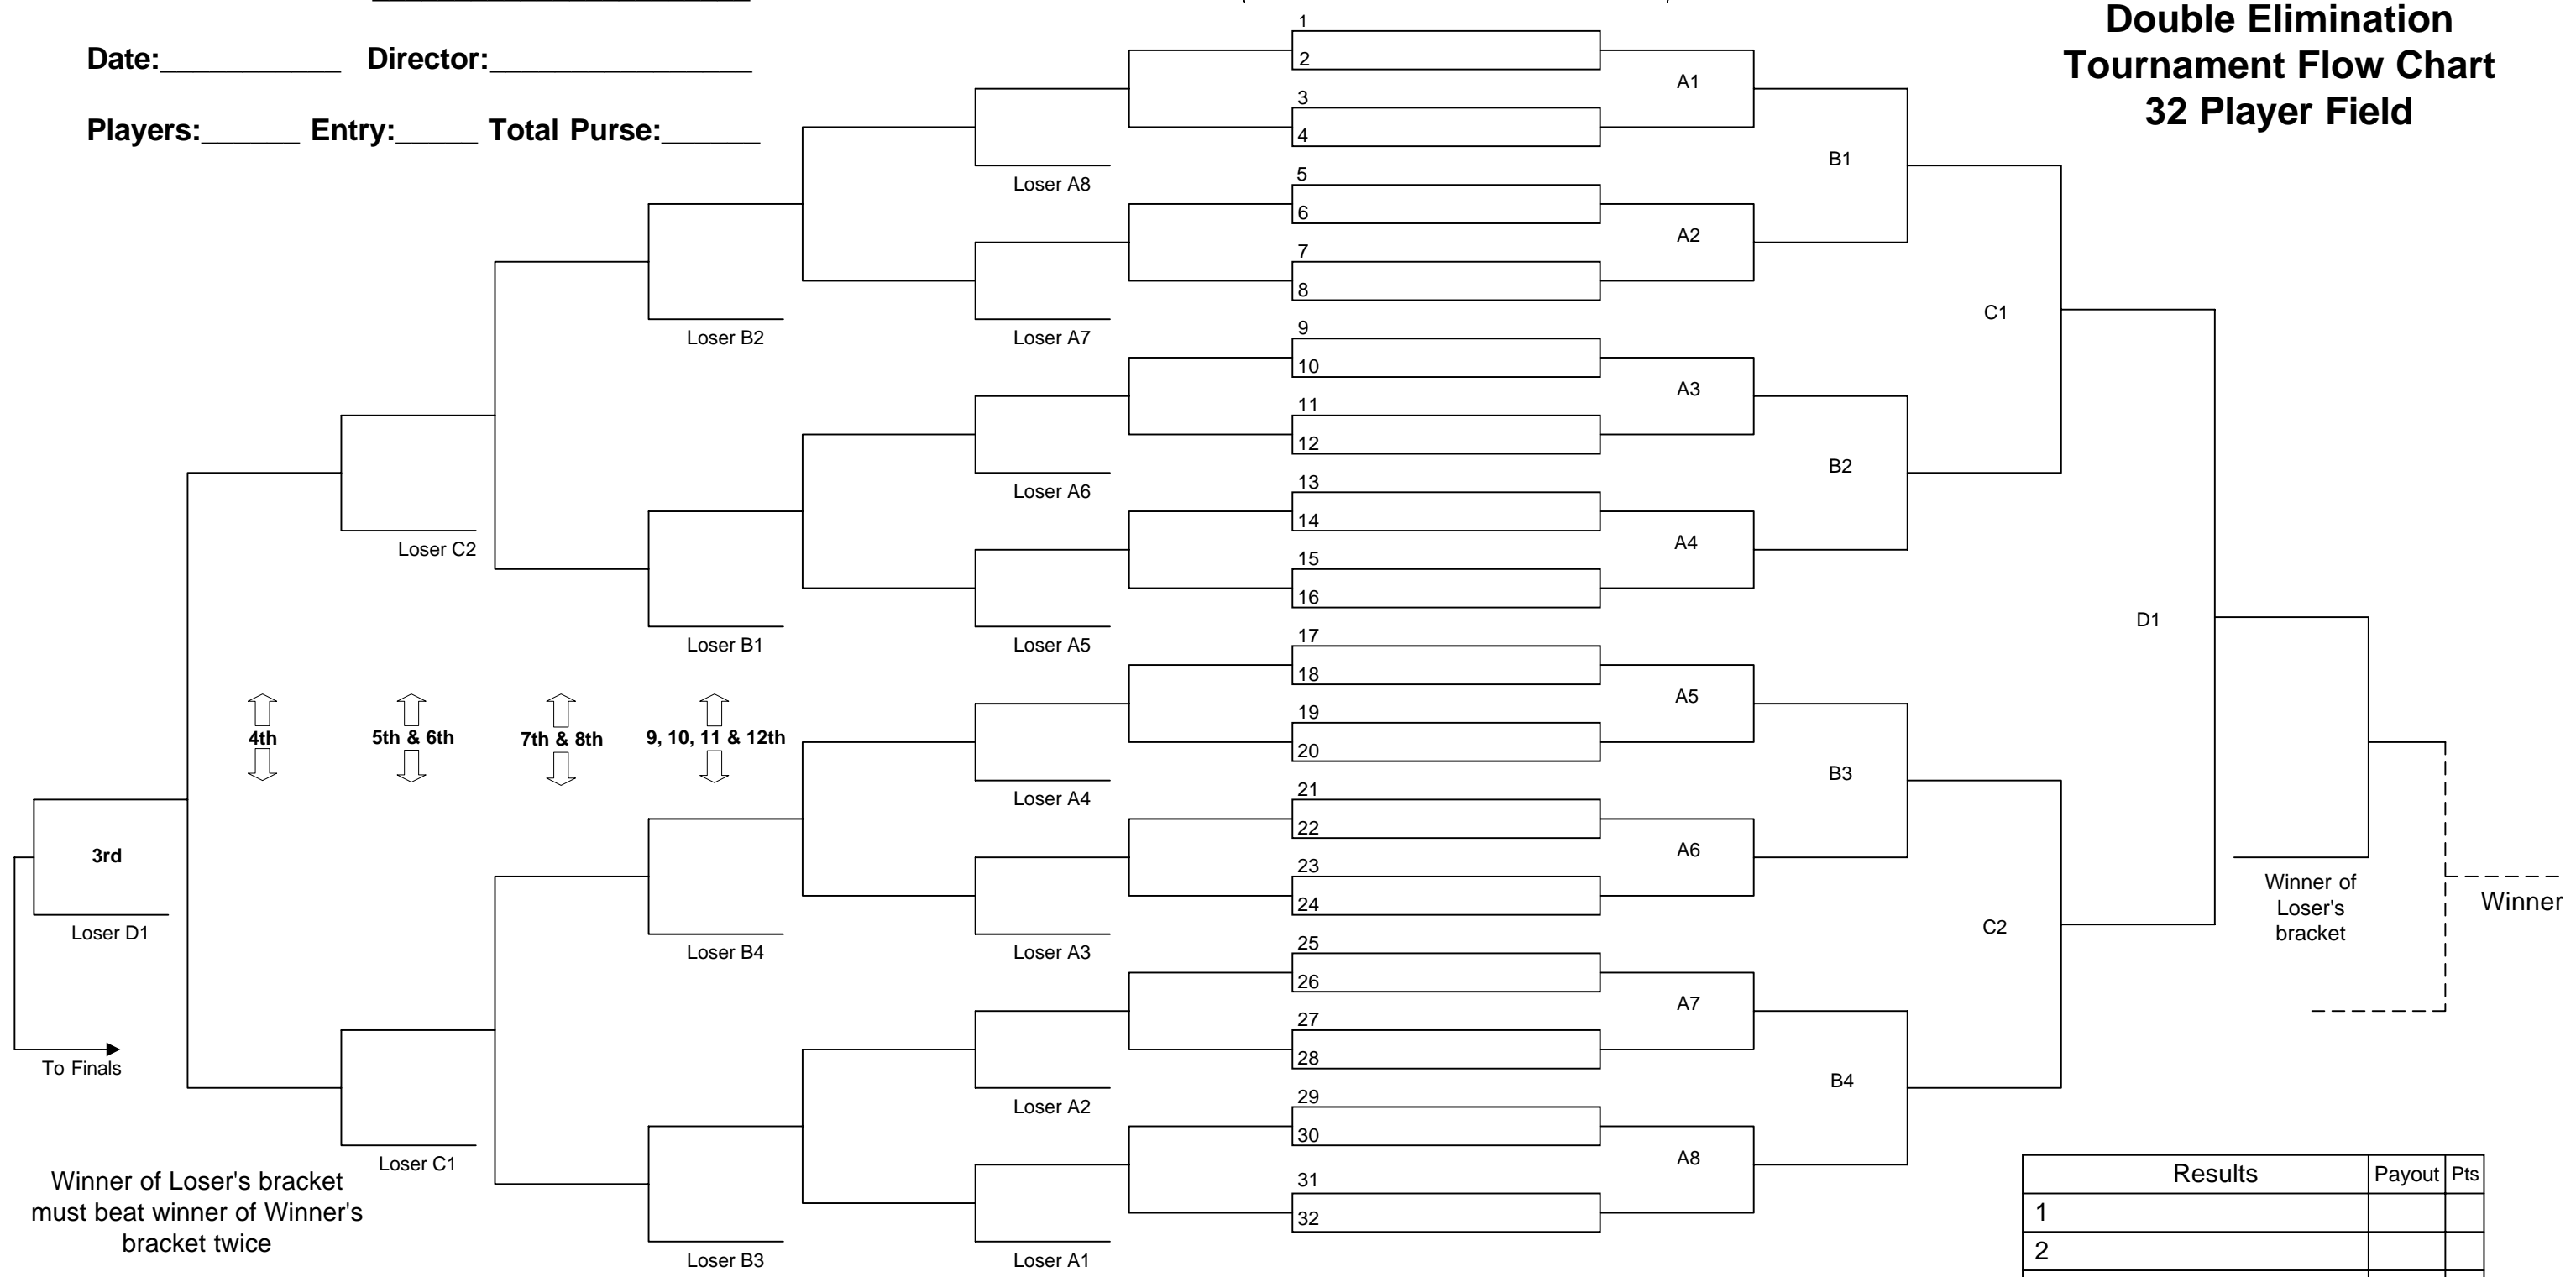 Double Elimination
Tournament Flow Chart
32 Player Field
Date:___________ Director:________________
Players:______ Entry:_____ Total Purse:______
1
2
3
4
5
6
7
8
9
10
11
12
13
14
15
16
17
18
19
20
21
22
23
24
25
26
27
28
29
30
31
32
A1
A2
A3
A4
A5
A6
A7
A8
B1
B2
B3
B4
C1
C2
D1
Winner of
Loser's
bracket
Winner
Loser A8
Loser A7
Loser A6
Loser A5
Loser A4
Loser A3
Loser A2
Loser A1
Loser B2
Loser B1
Loser B4
Loser B3
Loser C2
Loser C1
4th
5th & 6th
7th & 8th
9, 10, 11 & 12th
3rd
Loser D1
To Finals
Winner of Loser's bracket
must beat winner of Winner's
bracket twice
Results Payout Pts
1
2